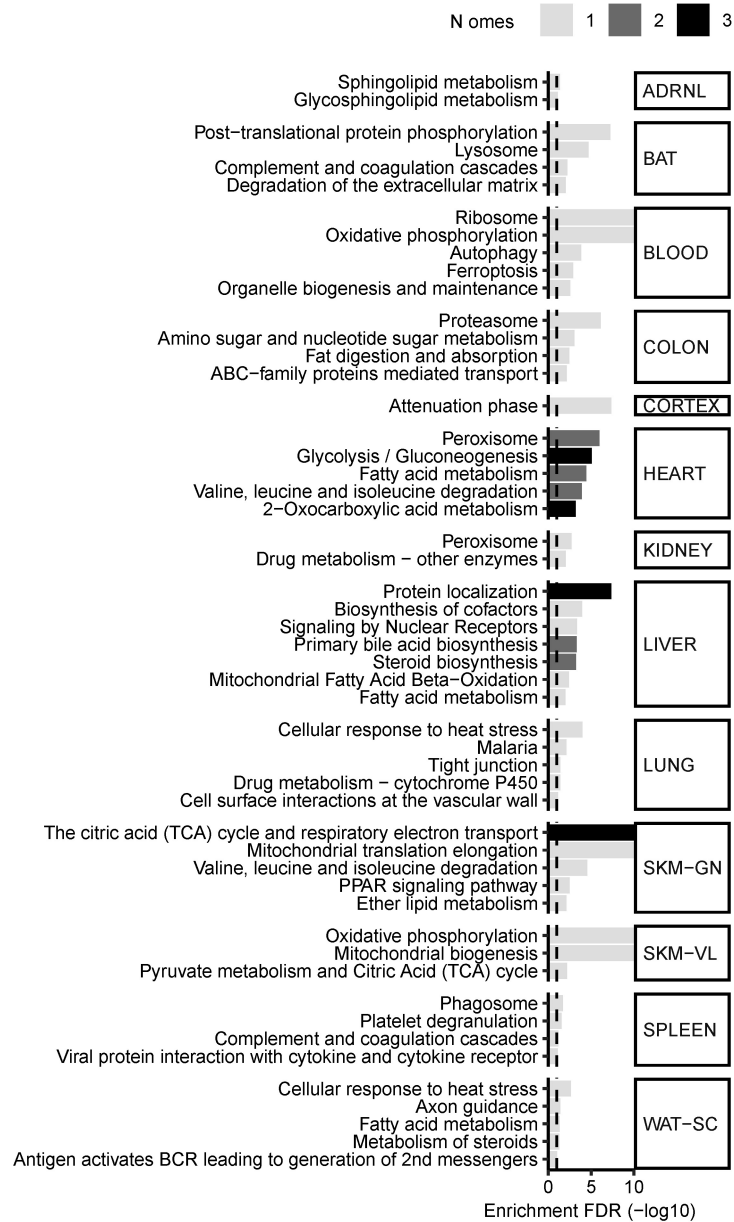 N omes 1 2 3
Sphingolipid metabolism
Glycosphingolipid metabolism
ADRNL
Post−translational protein phosphorylation
Lysosome
Complement and coagulation cascades
Degradation of the extracellular matrix
BAT
Ribosome
Oxidative phosphorylation
Autophagy
Ferroptosis
Organelle biogenesis and maintenance
BLOOD
Proteasome
Amino sugar and nucleotide sugar metabolism
Fat digestion and absorption
ABC−family proteins mediated transport
COLON
Attenuation phase
CORTEX
Peroxisome
Glycolysis / Gluconeogenesis
Fatty acid metabolism
Valine, leucine and isoleucine degradation
2−Oxocarboxylic acid metabolism
HEART
Peroxisome
Drug metabolism − other enzymes
KIDNEY
Protein localization
Biosynthesis of cofactors
Signaling by Nuclear Receptors
Primary bile acid biosynthesis
Steroid biosynthesis
Mitochondrial Fatty Acid Beta−Oxidation
Fatty acid metabolism
LIVER
Cellular response to heat stress
Malaria
Tight junction
Drug metabolism − cytochrome P450
Cell surface interactions at the vascular wall
LUNG
The citric acid (TCA) cycle and respiratory electron transport
Mitochondrial translation elongation
Valine, leucine and isoleucine degradation
PPAR signaling pathway
Ether lipid metabolism
SKM−GN
Oxidative phosphorylation
Mitochondrial biogenesis
Pyruvate metabolism and Citric Acid (TCA) cycle
SKM−VL
Phagosome
Platelet degranulation
Complement and coagulation cascades
Viral protein interaction with cytokine and cytokine receptor
SPLEEN
Cellular response to heat stress
Axon guidance
Fatty acid metabolism
Metabolism of steroids
Antigen activates BCR leading to generation of 2nd messengers
WAT−SC
0 5 10
Enrichment FDR (−log10)